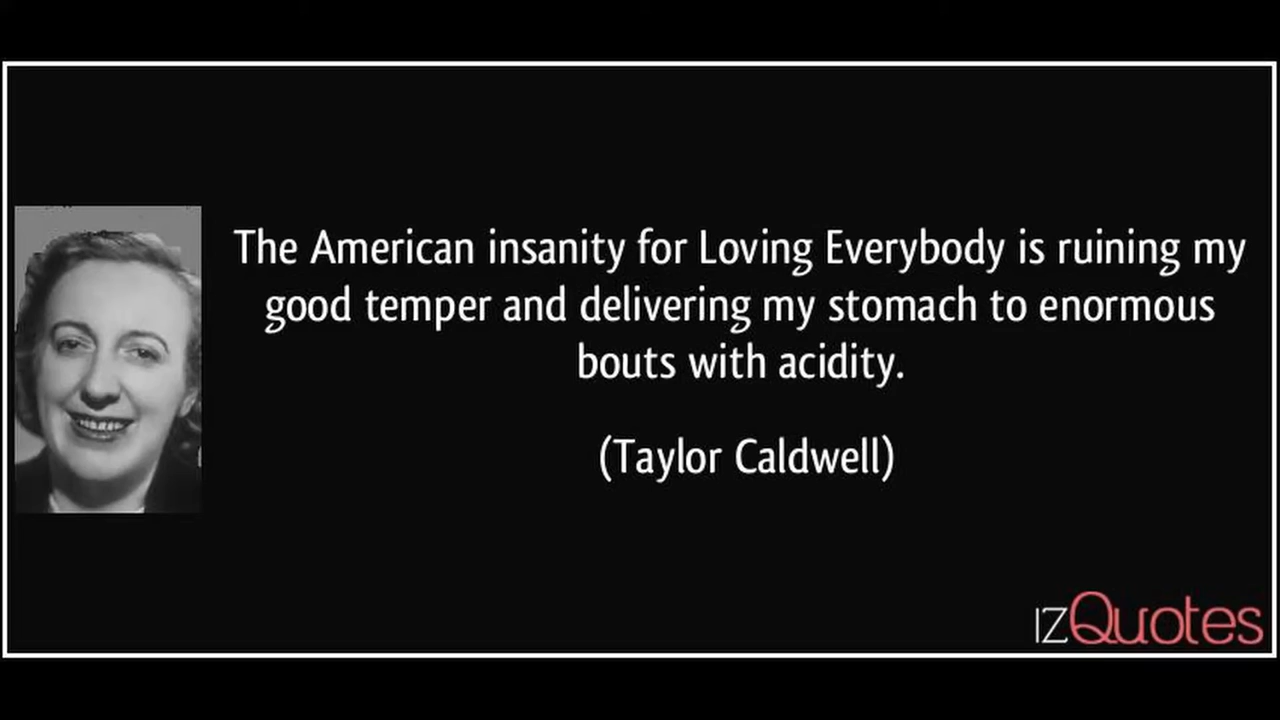 The American insanity for Loving Everybody is ruining my
good temper and delivering my stomach to enormous
bouts with acidity.
(Taylor Caldwell)
IZQuotes